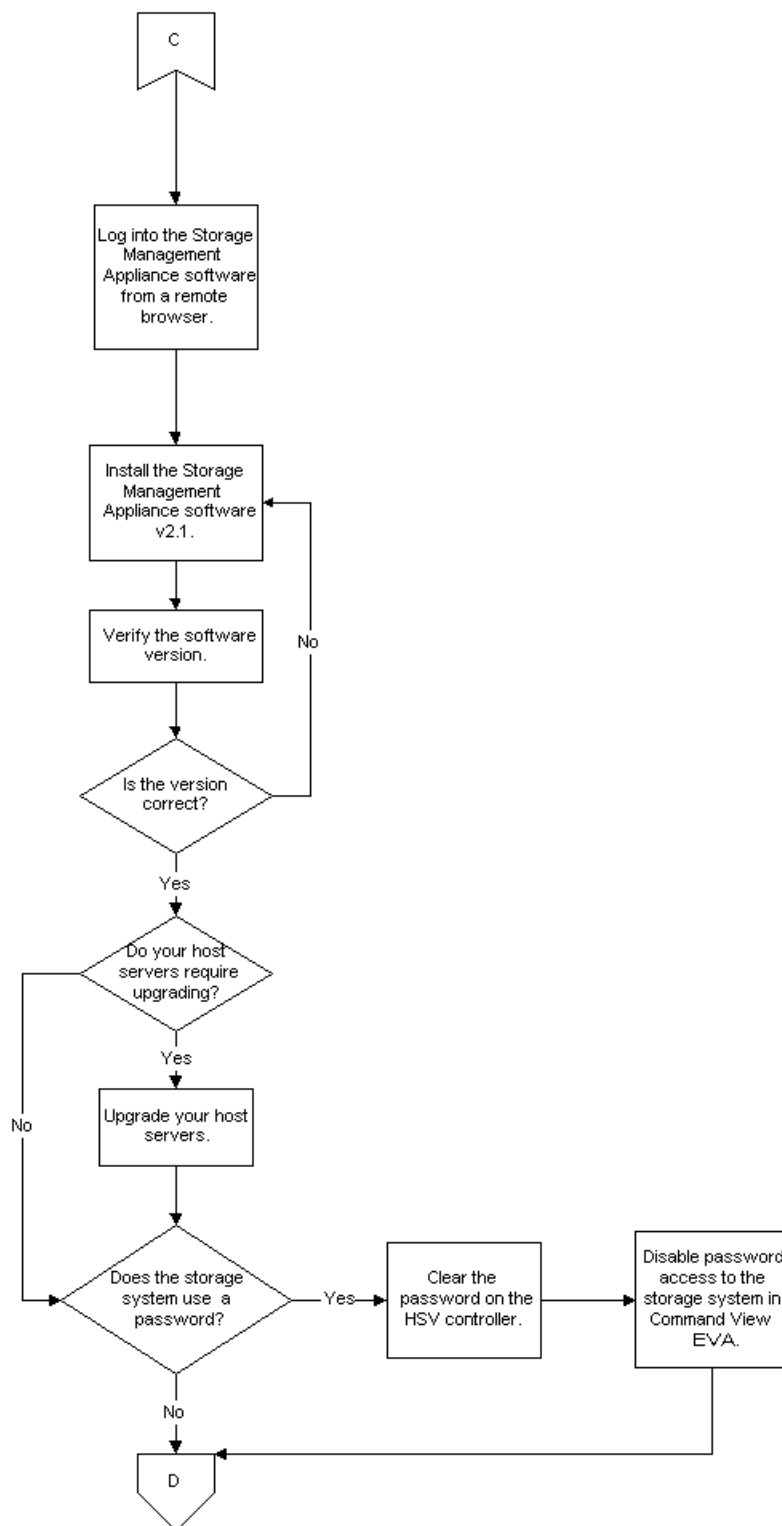 C
Log into the Storage
Management
Appliance software
from a remote
browser.
Install the Storage
Management
Appliance software
v2.1.
Verify the software
version.
No
Is the version
correct?
Yes
Do your host
servers require
upgrading?
Yes
No
Upgrade your host
servers.
Does the storage
system use a
password?
Yes
Clear the
password on the
HSV controller.
Disable password
access to the
storage system in
Command View
EVA.
No
D